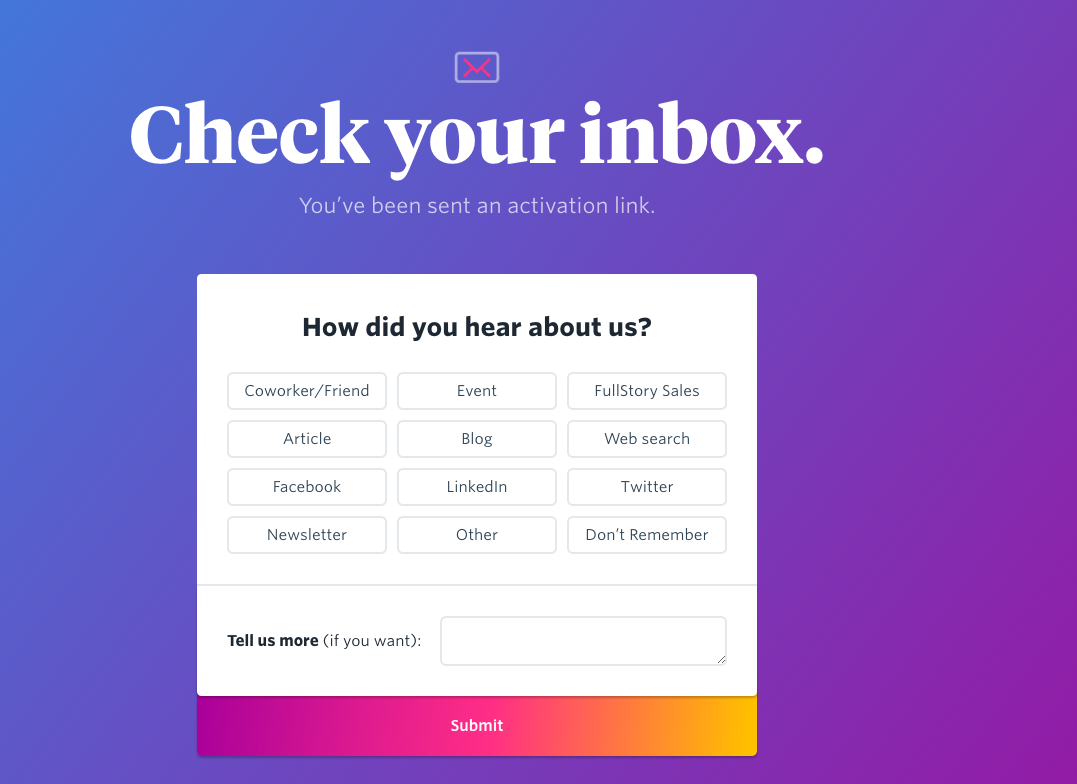 Check your inbox.
You’ve been sent an activation link.
How did you hear about us?
Coworker/Friend
Event
FullStory Sales
Article
Blog
Web search
Facebook
LinkedIn
Twitter
Newsletter
Other
Don’t Remember
Tell us more (if you want):
Submit